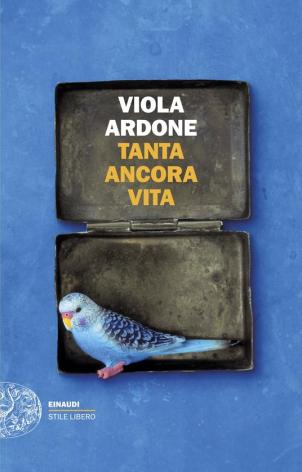 VIOLA
ARDONE
TANTA
ANCORA
VITA
EINAUDI
STILE LIBERO